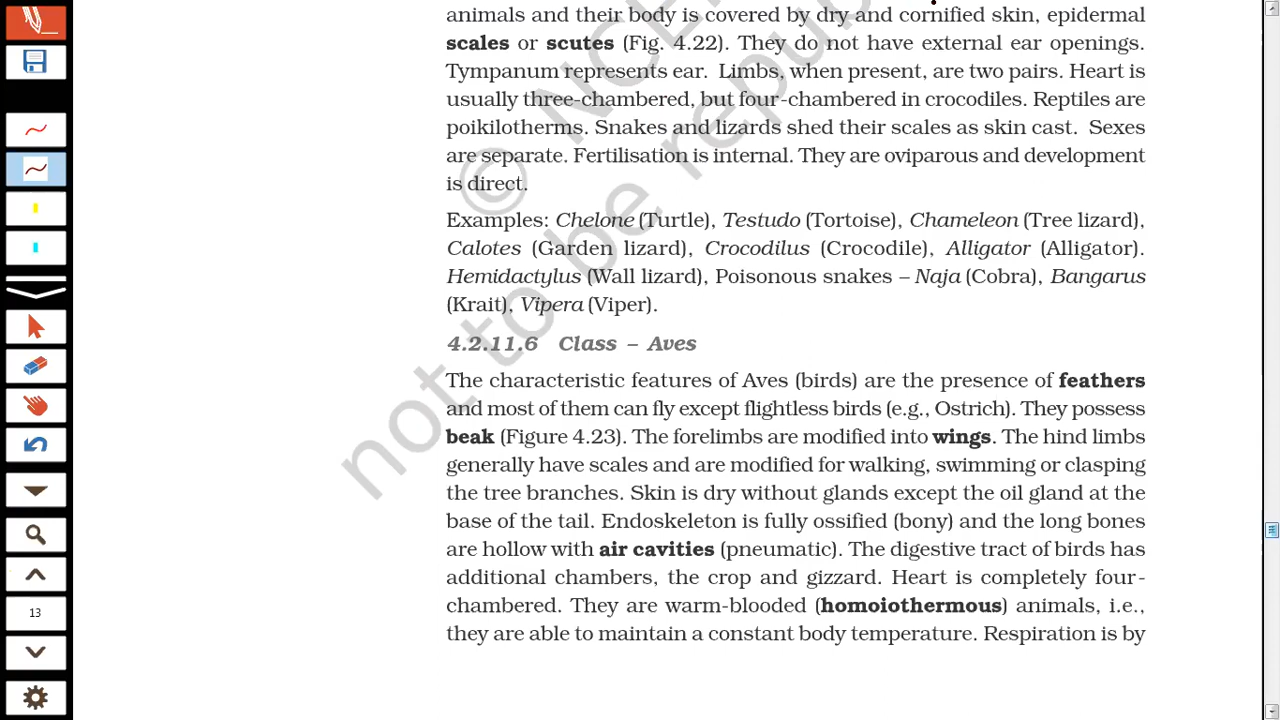 animals and their body is covered by dry and cornified skin, epidermal
scales or scutes (Fig. 4.22). They do not have external ear openings.
Tympanum represents ear. Limbs, when present, are two pairs. Heart is
usually three-chambered, but four-chambered in crocodiles. Reptiles are
poikilotherms. Snakes and lizards shed their scales as skin cast. Sexes
are separate. Fertilisation is internal. They are oviparous and development
is direct.
Examples: Chelone (Turtle), Testudo (Tortoise), Chameleon (Tree lizard),
Calotes (Garden lizard), Crocodilus (Crocodile), Alligator (Alligator).
Hemidactylus (Wall lizard), Poisonous snakes – Naja (Cobra), Bangarus
(Krait), Vipera (Viper).
4.2.11.6 Class – Aves
The characteristic features of Aves (birds) are the presence of feathers
and most of them can fly except flightless birds (e.g., Ostrich). They possess
beak (Figure 4.23). The forelimbs are modified into wings. The hind limbs
generally have scales and are modified for walking, swimming or clasping
the tree branches. Skin is dry without glands except the oil gland at the
base of the tail. Endoskeleton is fully ossified (bony) and the long bones
are hollow with air cavities (pneumatic). The digestive tract of birds has
additional chambers, the crop and gizzard. Heart is completely four-
chambered. They are warm-blooded (homoiothermous) animals, i.e.,
they are able to maintain a constant body temperature. Respiration is by
13
© NCE
not to be repu